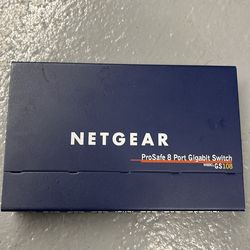 NETGEAR
ProSafe 8 Port Gigabit Switch
GS108